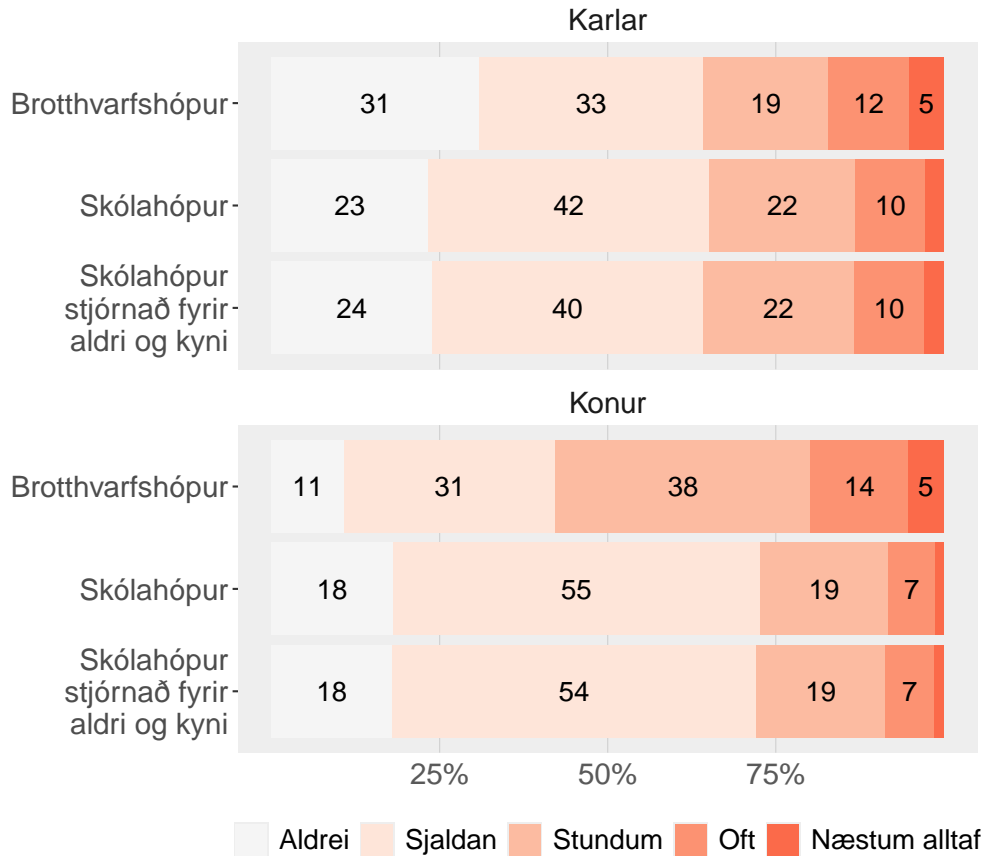 Karlar
Brotthvarfshópur
31 33 19 12 5
Skólahópur
23 42 22 10
Skólahópur
stjórnað fyrir
aldri og kyni
24 40 22 10
Konur
Brotthvarfshópur
11 31 38 14 5
Skólahópur
18 55 19 7
Skólahópur
stjórnað fyrir
aldri og kyni
18 54 19 7
25% 50% 75%
Aldrei Sjaldan Stundum Oft Næstum alltaf